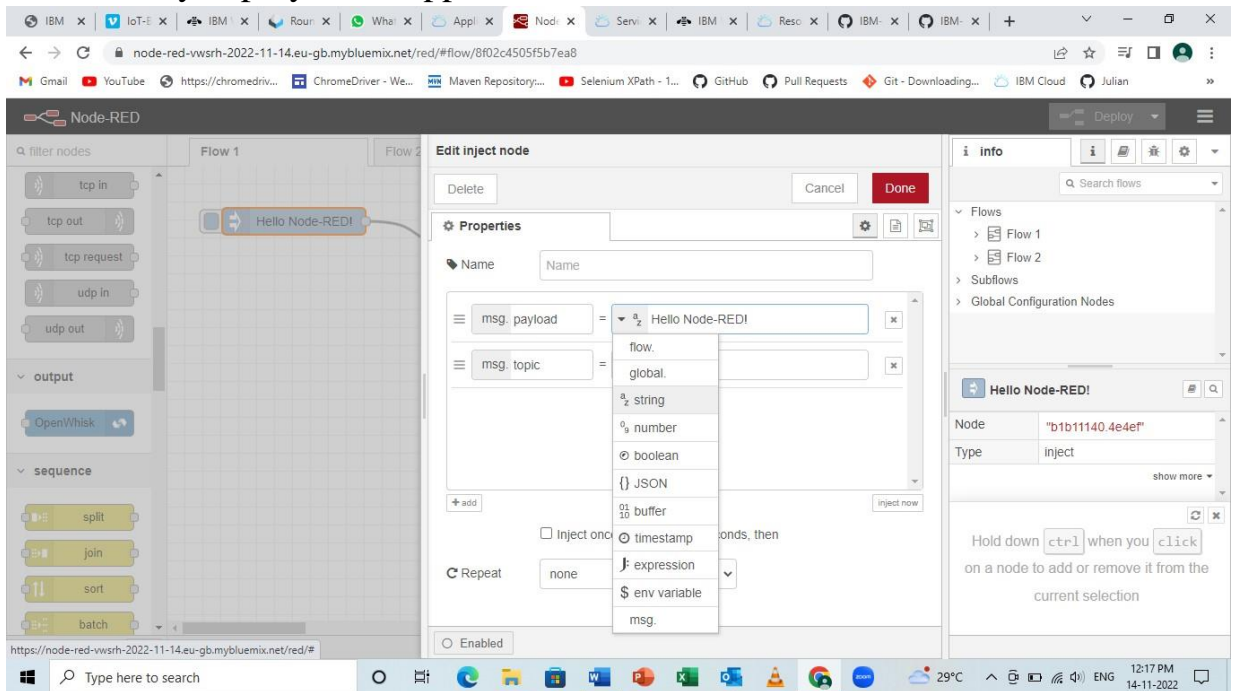 IBM
IoT-E
IBM
Roun
What
Appli
Node-
Servi
IBM
Reso
IBM-
IBM-
node-red-vwsrh-2022-11-14.eu-gb.mybluemix.net/red/#flow/8f02c4505f5b7ea8
Gmail YouTube https://chromedriv... ChromeDriver - We... Maven Repository:... Selenium XPath - 1... GitHub Pull Requests Git - Downloading... IBM Cloud Julian »
Node-RED
Deploy
filter nodes
tcp in
tcp out
tcp request
udp in
udp out
output
OpenWhisk
sequence
split
join
sort
batch
Flow 1
Flow 2
Hello Node-RED!
Edit inject node
Delete
Cancel
Done
Properties
Name
Name
msg. payload = az Hello Node-RED!
msg. topic =
flow.
global.
az string
09 number
boolean
{} JSON
0110 buffer
timestamp
J: expression
$ env variable
msg.
+ add
inject now
Inject once
onds, then
Repeat
none
Enabled
i info
i
Search flows
Flows
Flow 1
Flow 2
Subflows
Global Configuration Nodes
Hello Node-RED!
Node "b1b11140.4e4ef"
Type inject
show more
Hold down ctrl when you click
on a node to add or remove it from the
current selection
https://node-red-vwsrh-2022-11-14.eu-gb.mybluemix.net/red/#
Type here to search
zoom
29°C
ENG
12:17 PM
14-11-2022